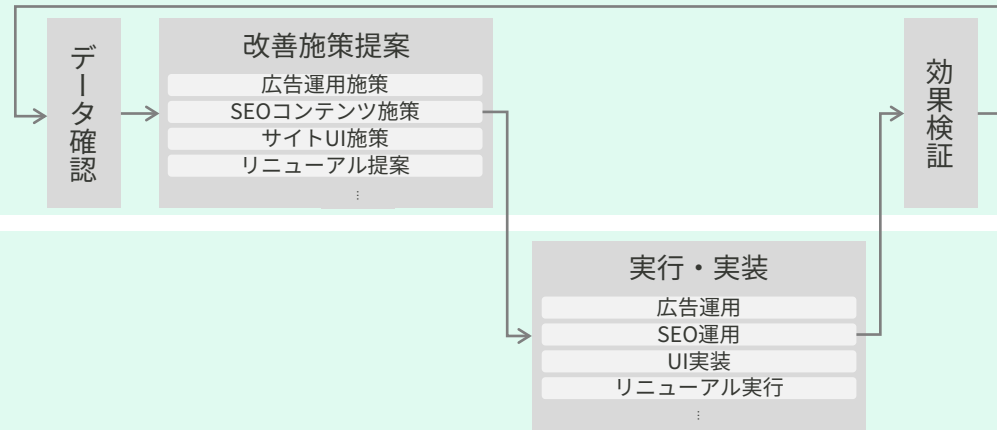 データ確認
改善施策提案
広告運用施策
SEOコンテンツ施策
サイトUI施策
リニューアル提案
…
効果検証
実行・実装
広告運用
SEO運用
UI実装
リニューアル実行
…